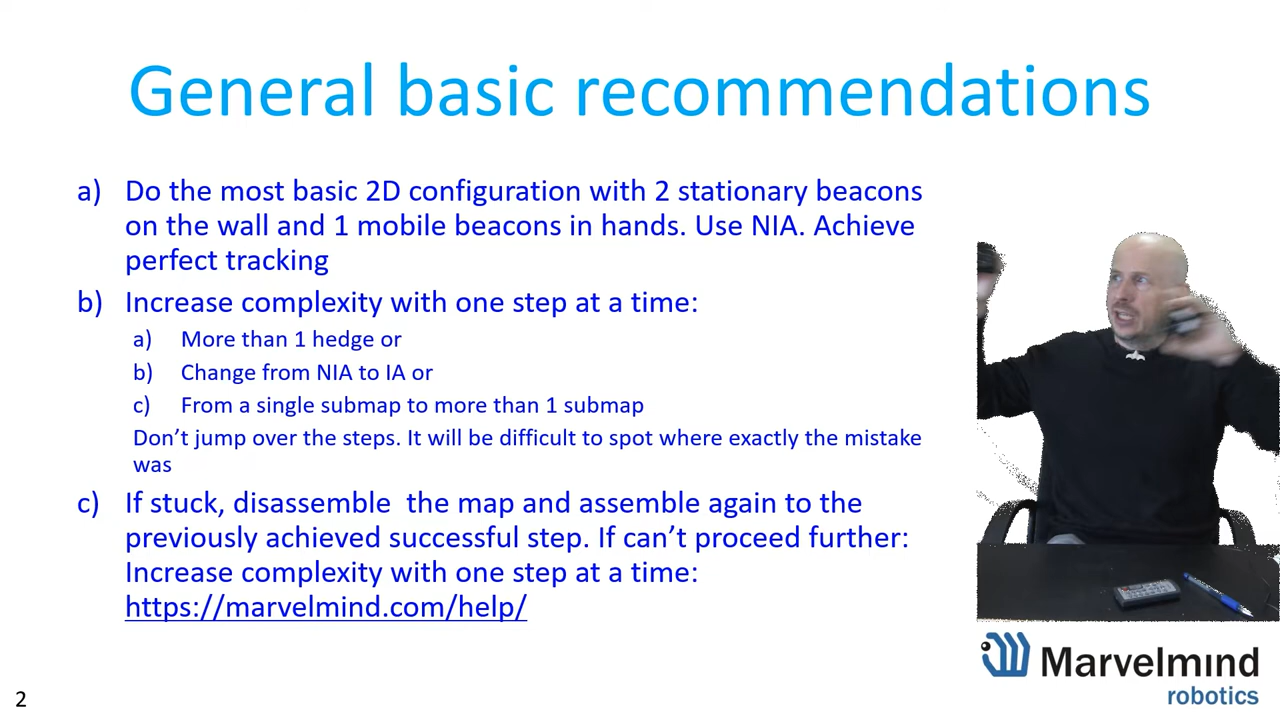 General basic recommendations
a) Do the most basic 2D configuration with 2 stationary beacons
on the wall and 1 mobile beacons in hands. Use NIA. Achieve
perfect tracking
b) Increase complexity with one step at a time:
a) More than 1 hedge or
b) Change from NIA to IA or
c) From a single submap to more than 1 submap
Don't jump over the steps. It will be difficult to spot where exactly the mistake
was
c) If stuck, disassemble the map and assemble again to the
previously achieved successful step. If can't proceed further:
Increase complexity with one step at a time:
https://marvelmind.com/help/
Marvelmind
robotics
2